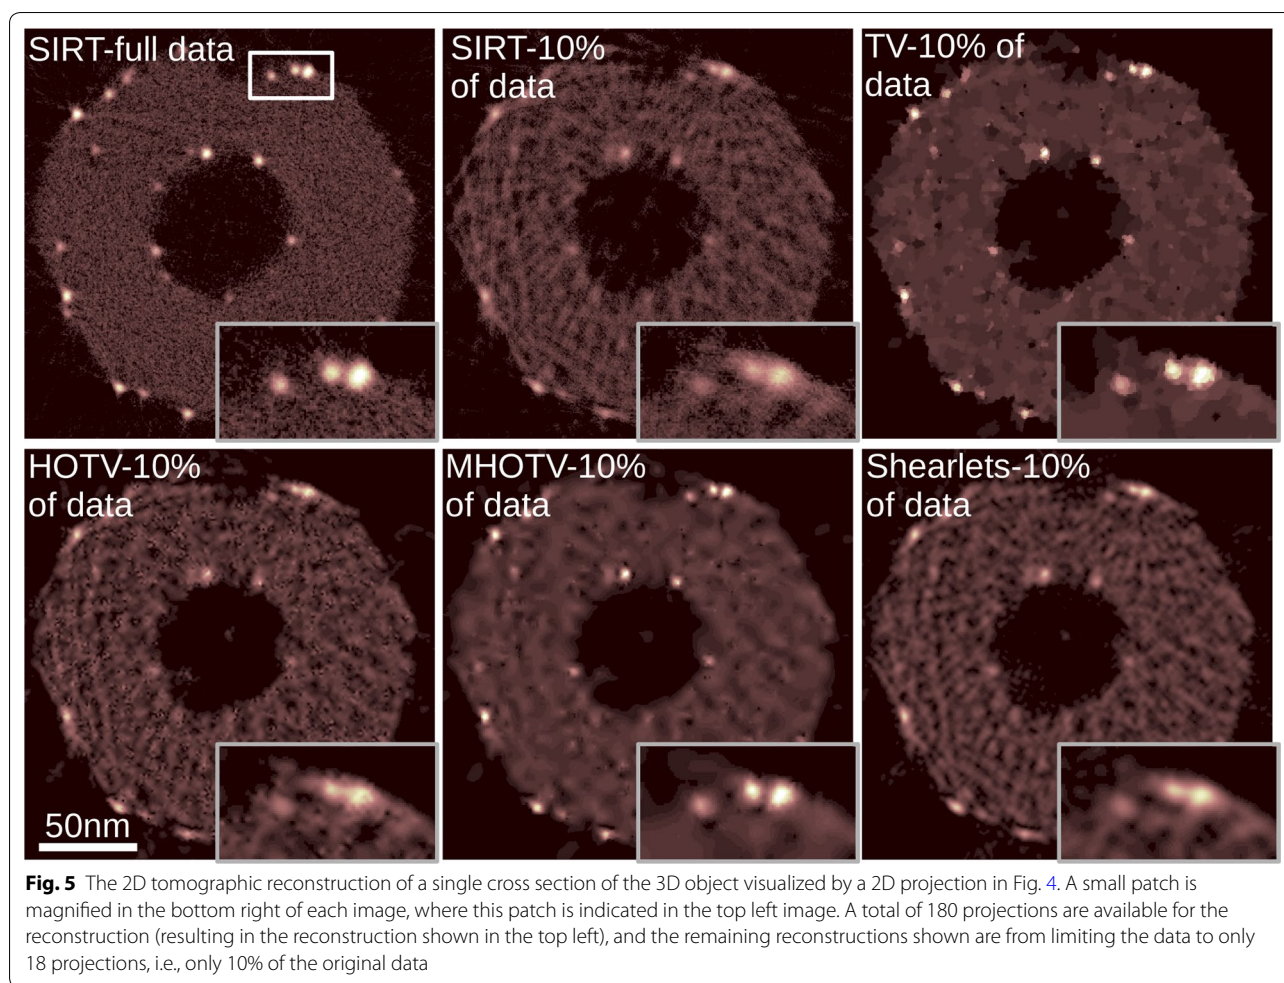 SIRT-full data
SIRT-10%
of data
TV-10% of
data
HOTV-10%
of data
MHOTV-10%
of data
Shearlets-10%
of data
50nm
Fig. 5 The 2D tomographic reconstruction of a single cross section of the 3D object visualized by a 2D projection in Fig. 4. A small patch is
magnified in the bottom right of each image, where this patch is indicated in the top left image. A total of 180 projections are available for the
reconstruction (resulting in the reconstruction shown in the top left), and the remaining reconstructions shown are from limiting the data to only
18 projections, i.e., only 10% of the original data